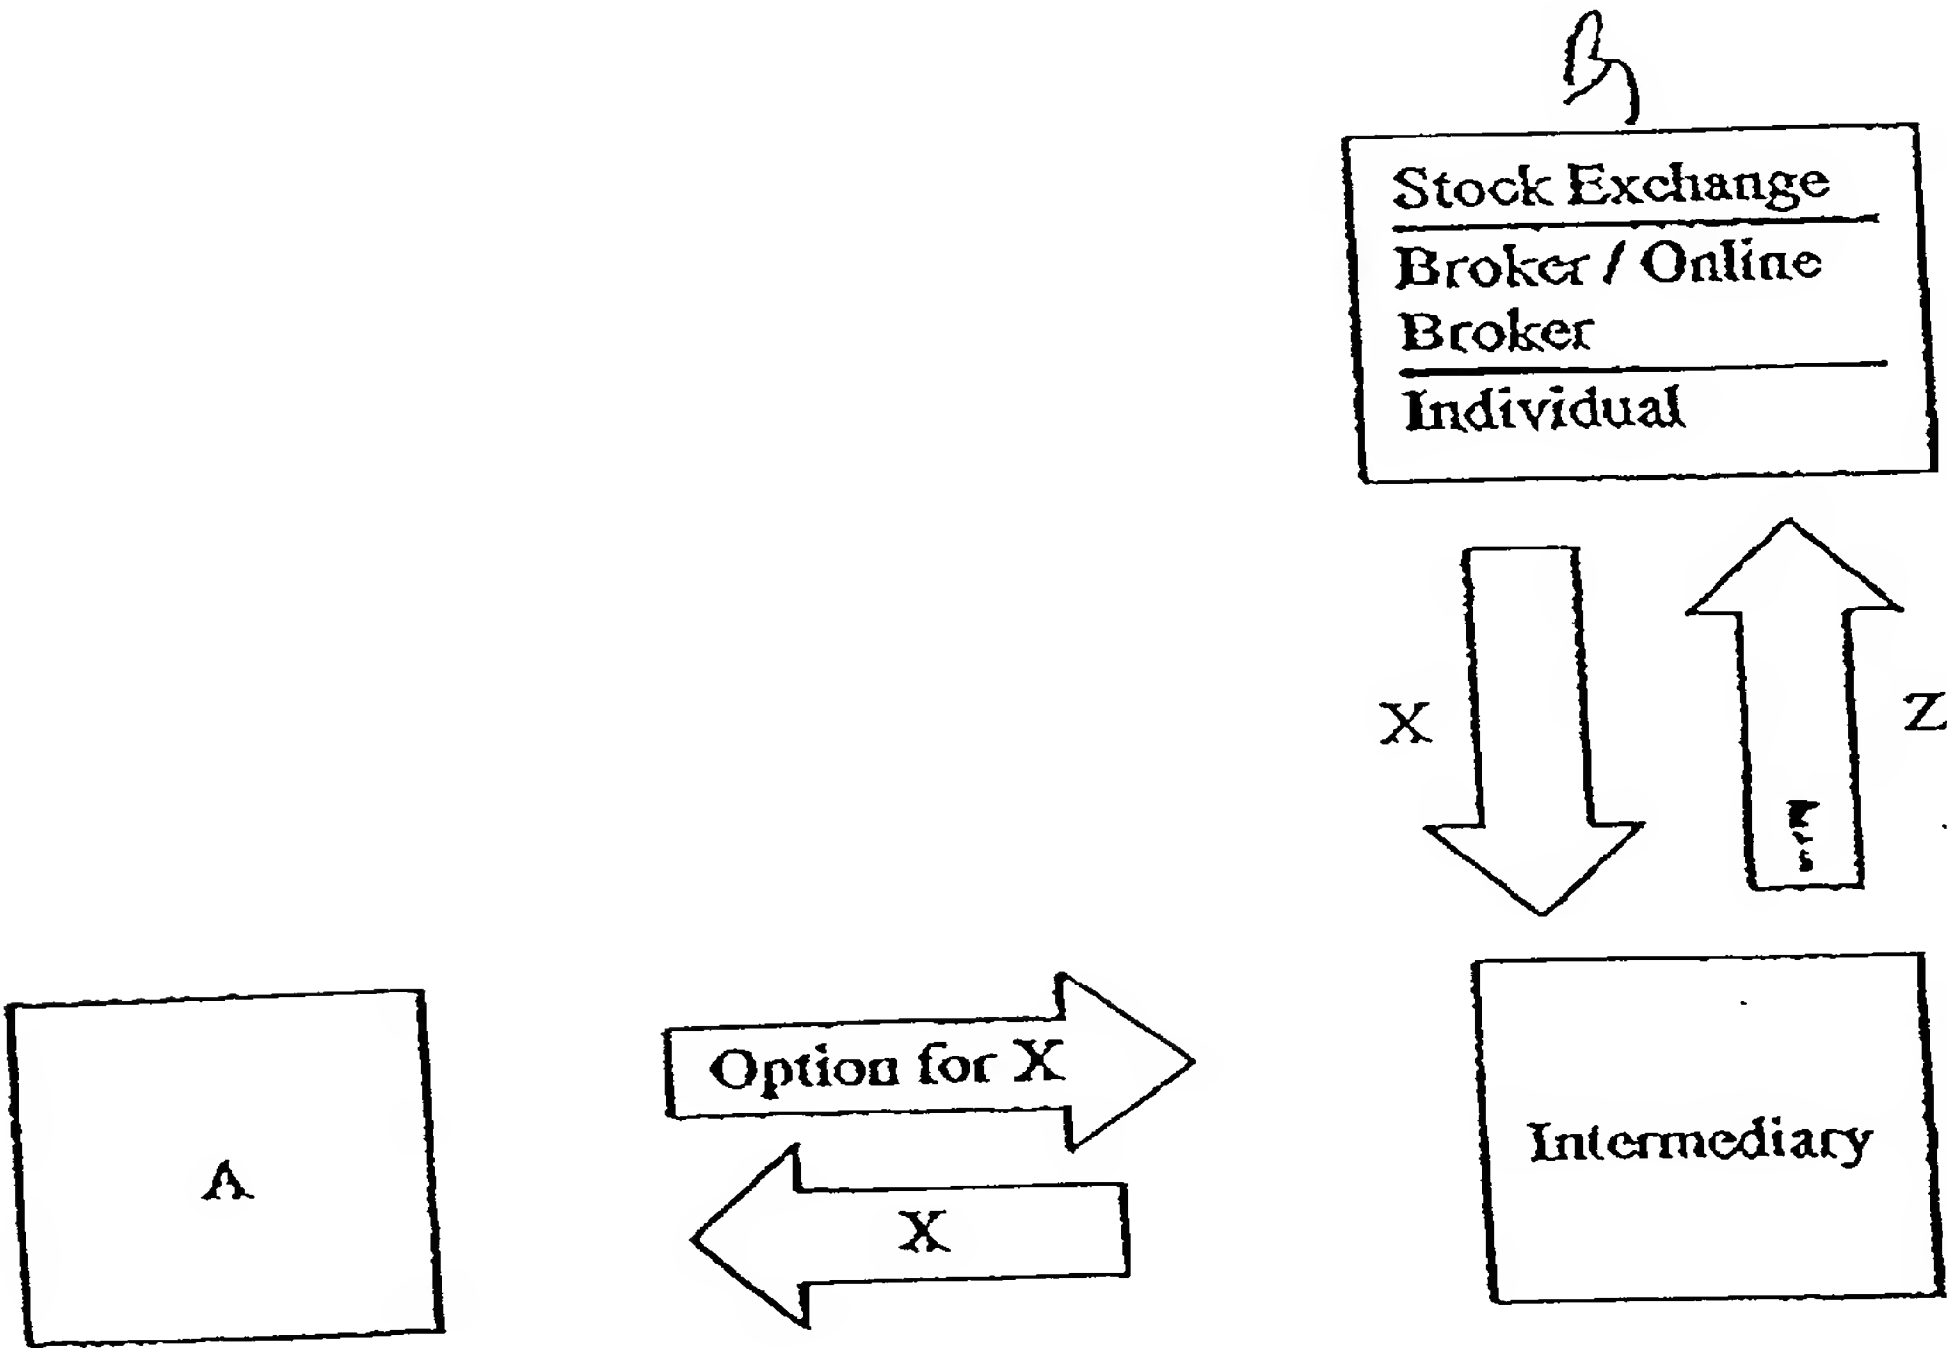 B
Stock Exchange
Broker / Online
Broker
Individual
X
Z
Option for X
A
X
Intermediary